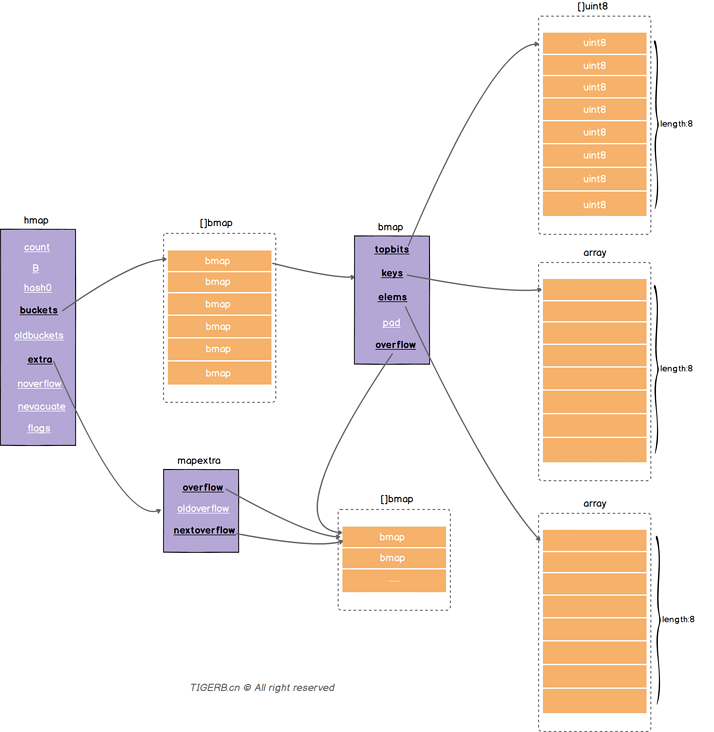 []uint8
uint8
uint8
uint8
uint8
uint8
uint8
uint8
uint8
length:8
hmap
count
B
hash0
buckets
oldbuckets
extra
noverflow
nevacuate
flags
[]bmap
bmap
bmap
bmap
bmap
bmap
bmap
bmap
topbits
keys
elems
pad
overflow
array
length:8
mapextra
overflow
oldoverflow
nextoverflow
[]bmap
bmap
bmap
......
array
length:8
TIGERB.cn © All right reserved